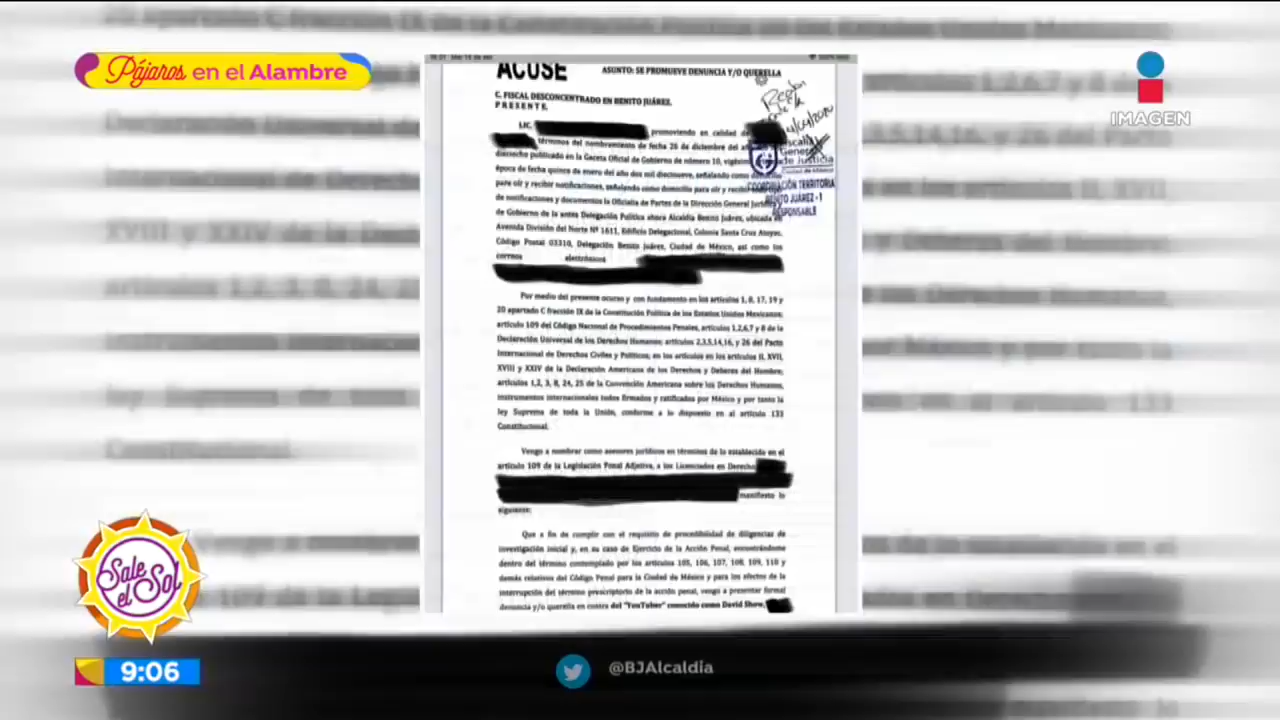 Pájaros en el Alambre
IMAGEN
ACUSE
ASUNTO: SE PROMUEVE DENUNCIA Y/O QUERELLA
C. FISCAL DESCONCENTRADO EN BENITO JUÁREZ.
PRESENTE.
LIC. promoviendo en calidad de
términos del nombramiento de fecha 26 de diciembre del año
dieciocho publicado en la Gaceta Oficial de Gobierno de número 10,
época de fecha quince de enero del año dos mil diecinueve, señalando como
para oír y recibir notificaciones, señalando como domicilio para oír y recibir
de notificaciones y documentos la Oficialía de Partes de la Dirección General Jurídica
de Gobierno de la antes Delegación Política ahora Alcaldía Benito Juárez, ubicada en
Avenida División del Norte Nº 1611, Edificio Delegacional, Colonia Santa Cruz Atoyac,
Código Postal 03310, Delegación Benito Juárez, Ciudad de México, así como los
correos electrónicos
Fiscalía
General
de Justicia
Ciudad de México
COORDINACIÓN TERRITORIAL
BENITO JUÁREZ - 1
RESPONSABLE
Por medio del presente ocurso y con fundamento en los artículos 1, 8, 17, 19 y
20 apartado C fracción IX de la Constitución Política de los Estados Unidos Mexicanos;
artículo 109 del Código Nacional de Procedimientos Penales, artículos 1,2,6,7 y 8 de la
Declaración Universal de los Derechos Humanos; artículos 2,3,5,14,16, y 26 del Pacto
Internacional de Derechos Civiles y Políticos; en los artículos en los artículos II, XVII,
XVIII y XXIV de la Declaración Americana de los Derechos y Deberes del Hombre;
artículos 1,2, 3, 8, 24, 25 de la Convención Americana sobre los Derechos Humanos,
instrumentos internacionales todos firmados y ratificados por México y por tanto la
ley Suprema de toda la Unión, conforme a lo dispuesto en al artículo 133
Constitucional.
Vengo a nombrar como asesores jurídicos en términos de lo establecido en el
artículo 109 de la Legislación Penal Adjetiva, a los Licenciados en Derecho
manifiesto lo
siguiente:
Que a fin de cumplir con el requisito de procedibilidad de diligencias de
investigación inicial y, en su caso de Ejercicio de la Acción Penal, encontrándome
dentro del término contemplado por los artículos 105, 106, 107, 108, 109, 110 y
demás relativos del Código Penal para la Ciudad de México y para los efectos de la
interrupción del término prescriptorio de la acción penal, vengo a presentar formal
denuncia y/o querella en contra del "YouTuber" conocido como David Show,
Sale el Sol
9:06
@BJAlcaldia